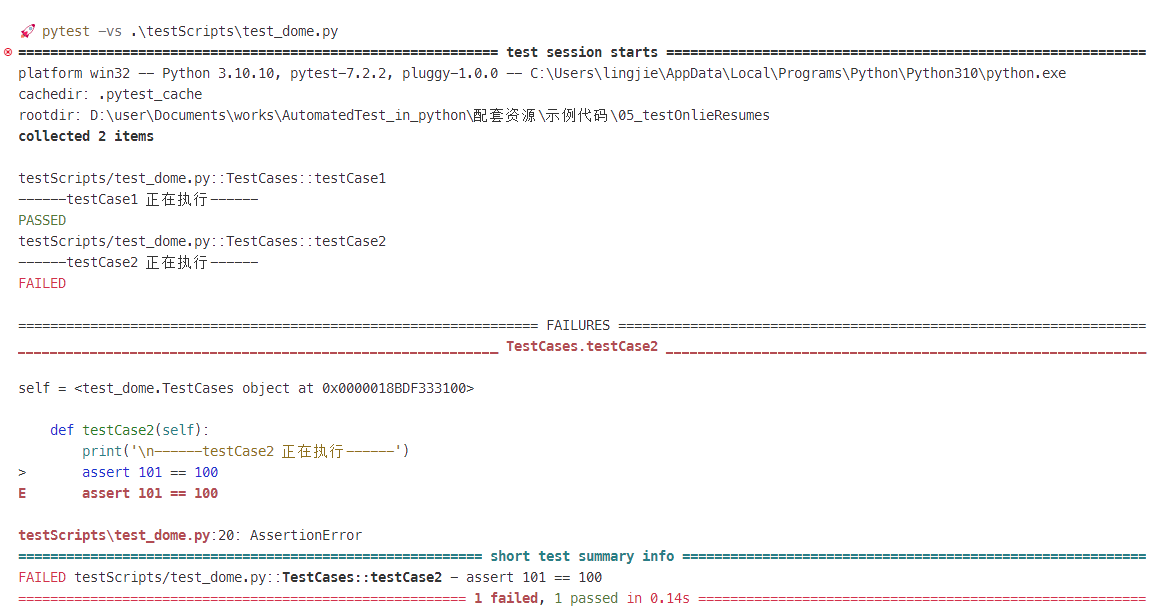 🚀 pytest -vs .\testScripts\test_dome.py
============================================================ test session starts ============================================================
platform win32 -- Python 3.10.10, pytest-7.2.2, pluggy-1.0.0 -- C:\Users\lingjie\AppData\Local\Programs\Python\Python310\python.exe
cachedir: .pytest_cache
rootdir: D:\user\Documents\works\AutomatedTest_in_python\配套资源\示例代码\05_testOnlieResumes
collected 2 items
testScripts/test_dome.py::TestCases::testCase1
------testCase1 正在执行------
PASSED
testScripts/test_dome.py::TestCases::testCase2
------testCase2 正在执行------
FAILED
================================================================= FAILURES ==================================================================
____________________________________________________________ TestCases.testCase2 ____________________________________________________________
self = <test_dome.TestCases object at 0x0000018BDF333100>
    def testCase2(self):
        print('\n------testCase2 正在执行------')
>       assert 101 == 100
E       assert 101 == 100
testScripts\test_dome.py:20: AssertionError
========================================================== short test summary info ==========================================================
FAILED testScripts/test_dome.py::TestCases::testCase2 - assert 101 == 100
======================================================== 1 failed, 1 passed in 0.14s ========================================================